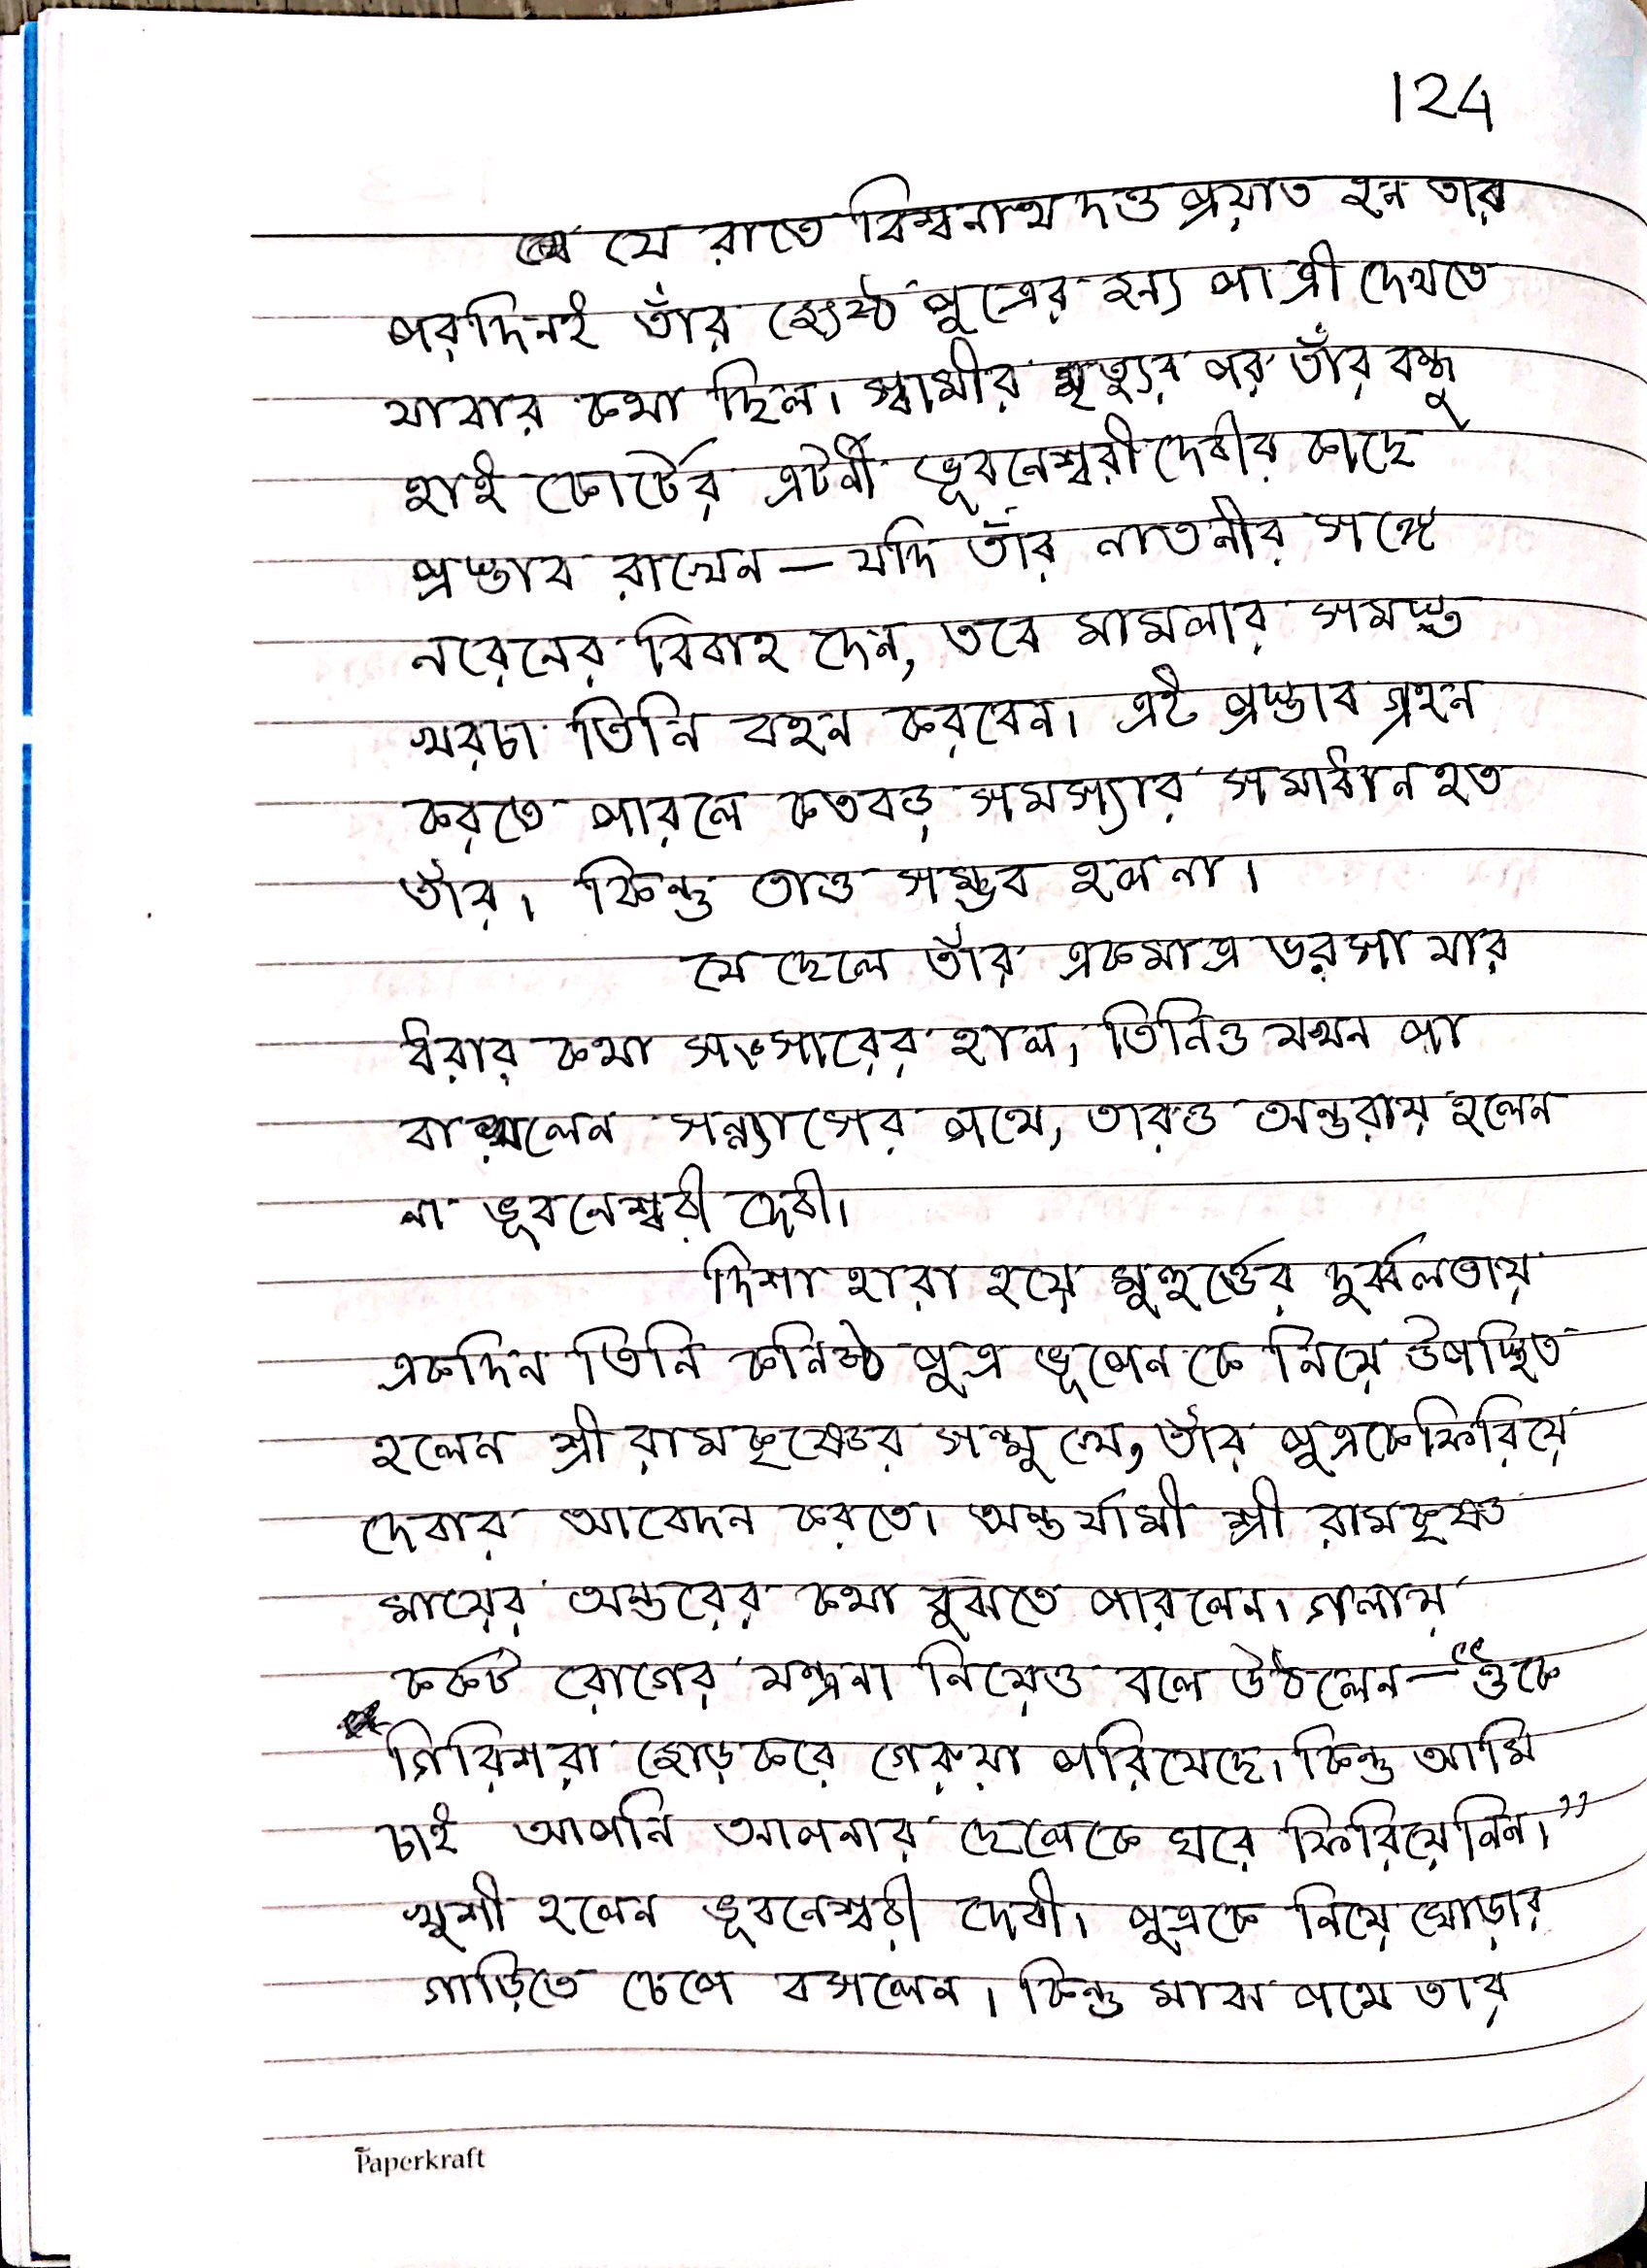 124
যে রাতে বিশ্বনাথ দত্ত প্রয়াত হন তার
পরদিনই তাঁর জ্যেষ্ঠ পুত্রের জন্য পাত্রী দেখতে
যাবার কথা ছিল। স্বামীর মৃত্যুর পর তাঁর বন্ধু
হাই কোর্টের এটর্নী ভূবনেশ্বরী দেবীর কাছে
প্রস্তাব রাখেন — যদি তাঁর নাতনীর সঙ্গে
নরেনের বিবাহ দেন, তবে মামলার সমস্ত
খরচা তিনি বহন করবেন। এই প্রস্তাব গ্রহন
করতে পারলে কতবড় সমস্যার সমাধান হত
তাঁর। কিন্তু তাও সম্ভব হলনা।
যে ছেলে তাঁর একমাত্র ভরসা যার
ধরার কথা সংসারের হাল, তিনিও যখন পা
বাড়ালেন সন্ন্যাসের পথে, তারও অন্তরায় হলেন
না ভূবনেশ্বরী দেবী।
দিশা হারা হয়ে মুহুর্ত্তের দুর্ব্বলতায়
একদিন তিনি কনিষ্ঠ পুত্র ভূপেন কে নিয়ে উপস্থিত
হলেন শ্রী রামকৃষ্ণের সন্মুখে, তাঁর পুত্রকে ফিরিয়ে
দেবার আবেদন করতে। অন্তর্যামী শ্রী রামকৃষ্ণ
মায়ের অন্তরের কথা বুঝতে পারলেন। গলায়
কর্কট রোগের যন্ত্রনা নিয়েও বলে উঠলেন — “ওকে
গিরিশরা জোড় করে গেরুয়া পরিয়েছে। কিন্তু আমি
চাই আপনি আপনার ছেলেকে ঘরে ফিরিয়ে নিন।”
খুশী হলেন ভূবনেশ্বরী দেবী। পুত্রকে নিয়ে ঘোড়ার
গাড়িতে চেপে বসলেন। কিন্তু মাঝ পথে তার
Paperkraft